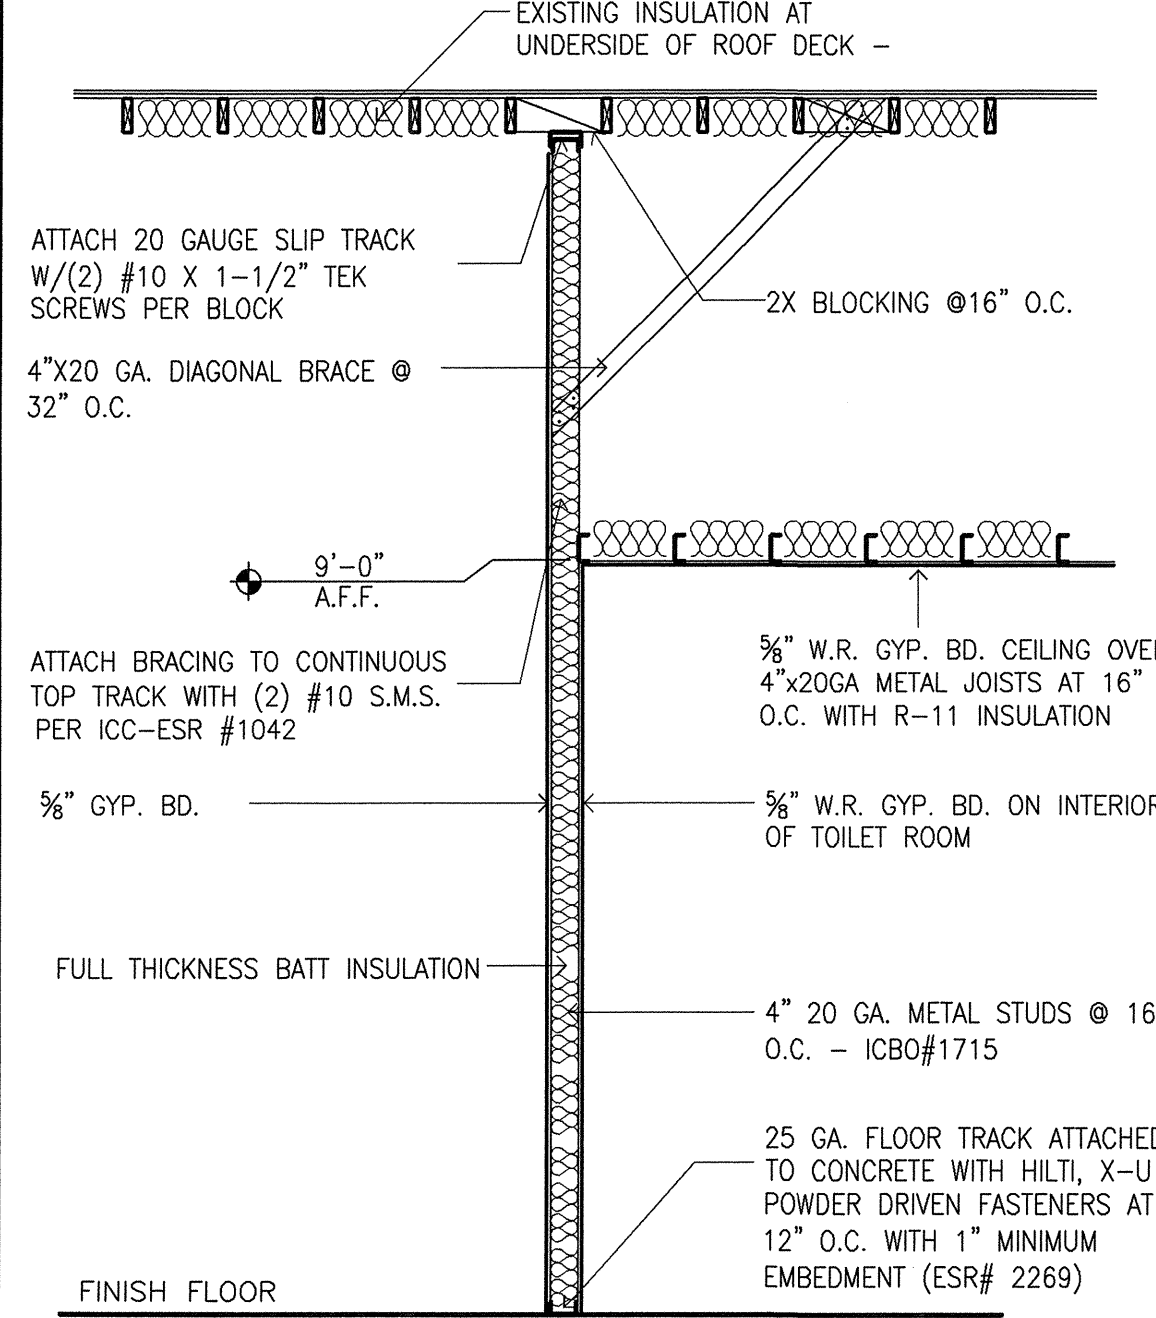 EXISTING INSULATION AT
UNDERSIDE OF ROOF DECK –
ATTACH 20 GAUGE SLIP TRACK
W/(2) #10 X 1–1/2" TEK
SCREWS PER BLOCK
2X BLOCKING @16" O.C.
4"X20 GA. DIAGONAL BRACE @
32" O.C.
9'–0"
A.F.F.
ATTACH BRACING TO CONTINUOUS
TOP TRACK WITH (2) #10 S.M.S.
PER ICC–ESR #1042
⅝" W.R. GYP. BD. CEILING OVE
4"x20GA METAL JOISTS AT 16"
O.C. WITH R–11 INSULATION
⅝" GYP. BD.
⅝" W.R. GYP. BD. ON INTERIOR
OF TOILET ROOM
FULL THICKNESS BATT INSULATION
4" 20 GA. METAL STUDS @ 16
O.C. – ICBO#1715
25 GA. FLOOR TRACK ATTACHED
TO CONCRETE WITH HILTI, X–U
POWDER DRIVEN FASTENERS AT
12" O.C. WITH 1" MINIMUM
EMBEDMENT (ESR# 2269)
FINISH FLOOR